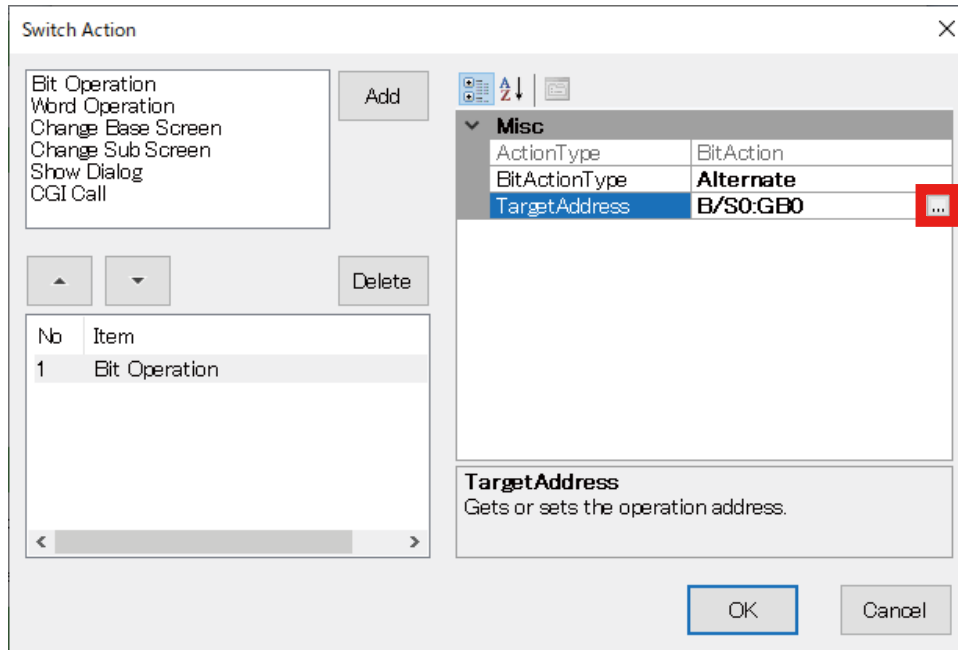 Switch Action
Bit Operation
Word Operation
Change Base Screen
Change Sub Screen
Show Dialog
CGI Call
Add
Delete
No Item
1 Bit Operation
Misc
ActionType BitAction
BitActionType Alternate
TargetAddress B/S0:GB0 ...
TargetAddress
Gets or sets the operation address.
OK Cancel